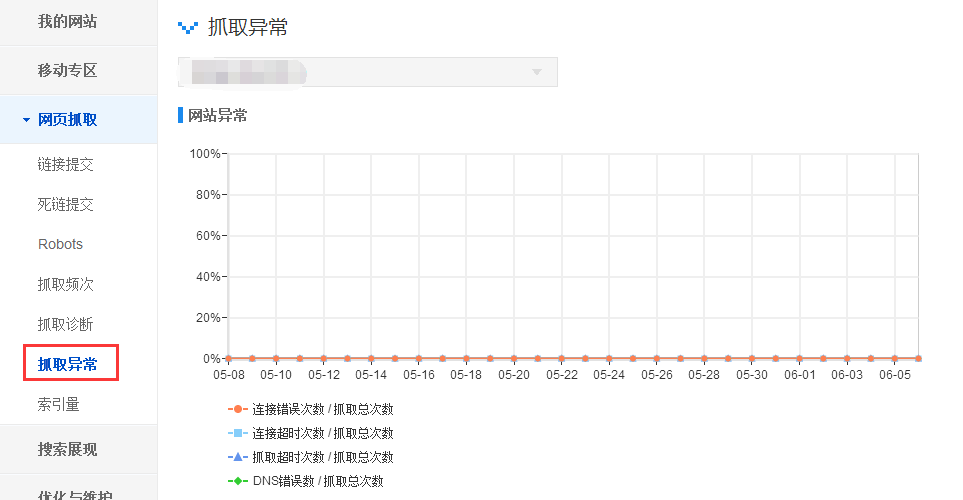 我的网站
移动专区
网页抓取
链接提交
死链提交
Robots
抓取频次
抓取诊断
抓取异常
索引量
搜索展现
优化与维护
抓取异常
网站异常
100%
80%
60%
40%
20%
0%
05-08 05-10 05-12 05-14 05-16 05-18 05-20 05-22 05-24 05-26 05-28 05-30 06-01 06-03 06-05
连接错误次数 / 抓取总次数
连接超时次数 / 抓取总次数
抓取超时次数 / 抓取总次数
DNS错误数 / 抓取总次数